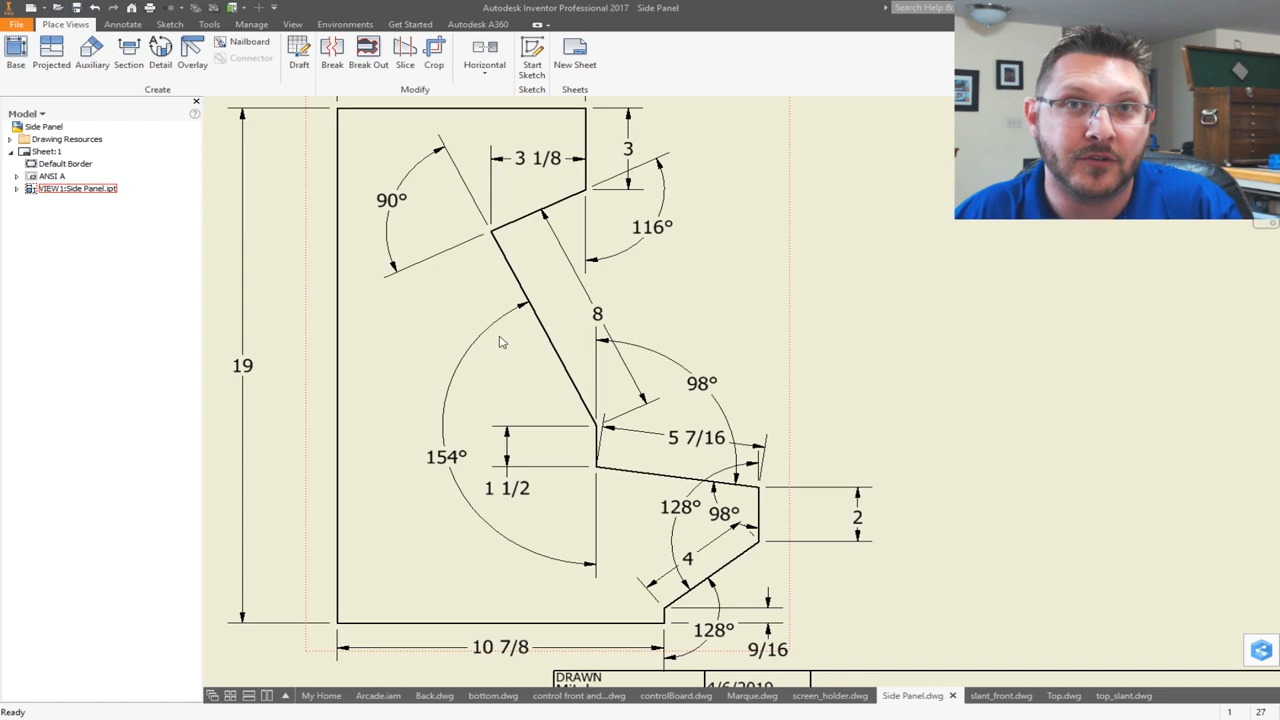 Autodesk Inventor Professional 2017 Side Panel
Search Help &
File Place Views Annotate Sketch Tools Manage View Environments Get Started Autodesk A360
Base Projected Auxiliary Section Detail Overlay
Nailboard
Connector
Draft Break Break Out Slice Crop Horizontal Start Sketch New Sheet
Create Modify Sketch Sheets
Model
Side Panel
Drawing Resources
Sheet:1
Default Border
ANSI A
VIEW1:Side Panel.ipt
3 1/8
3
90°
116°
8
19
98°
5 7/16
154°
1 1/2
128°
98°
2
4
128°
10 7/8
9/16
DRAWN
My Home Arcade.iam Back.dwg bottom.dwg control front and...dwg controlBoard.dwg Marque.dwg screen_holder.dwg Side Panel.dwg slant_front.dwg Top.dwg top_slant.dwg
Ready
1 27